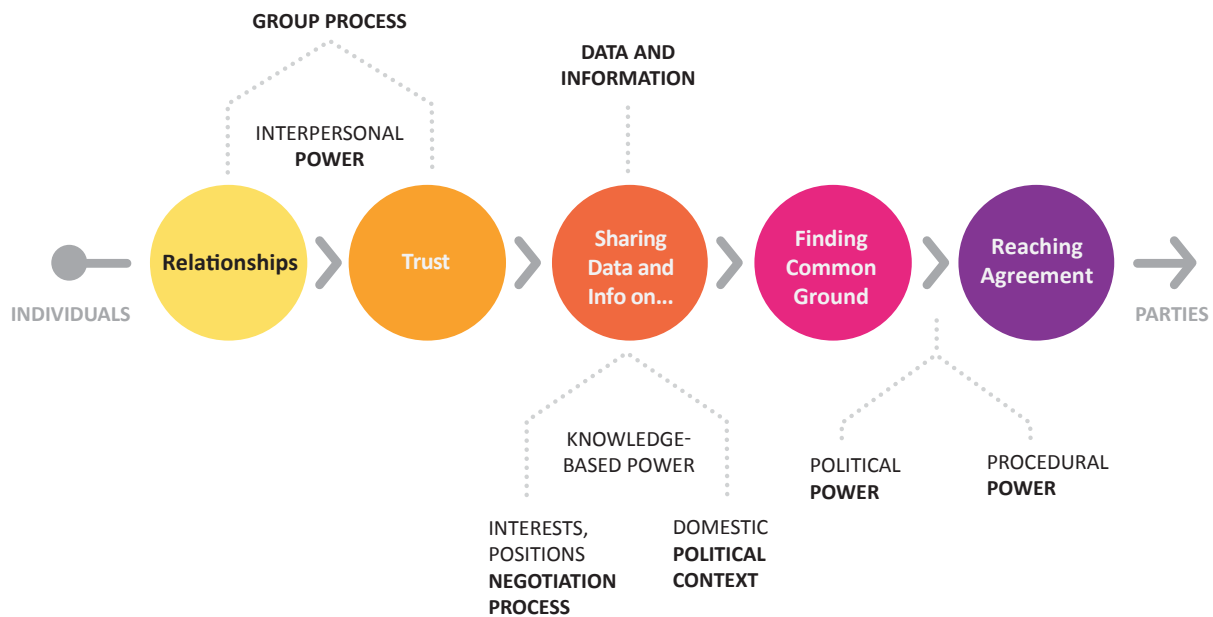 GROUP PROCESS
DATA AND
INFORMATION
INTERPERSONAL
POWER
INDIVIDUALS
Relationships
Trust
Sharing
Data and
Info on...
Finding
Common
Ground
Reaching
Agreement
PARTIES
KNOWLEDGE-
BASED POWER
POLITICAL
POWER
PROCEDURAL
POWER
INTERESTS,
POSITIONS
NEGOTIATION
PROCESS
DOMESTIC
POLITICAL
CONTEXT